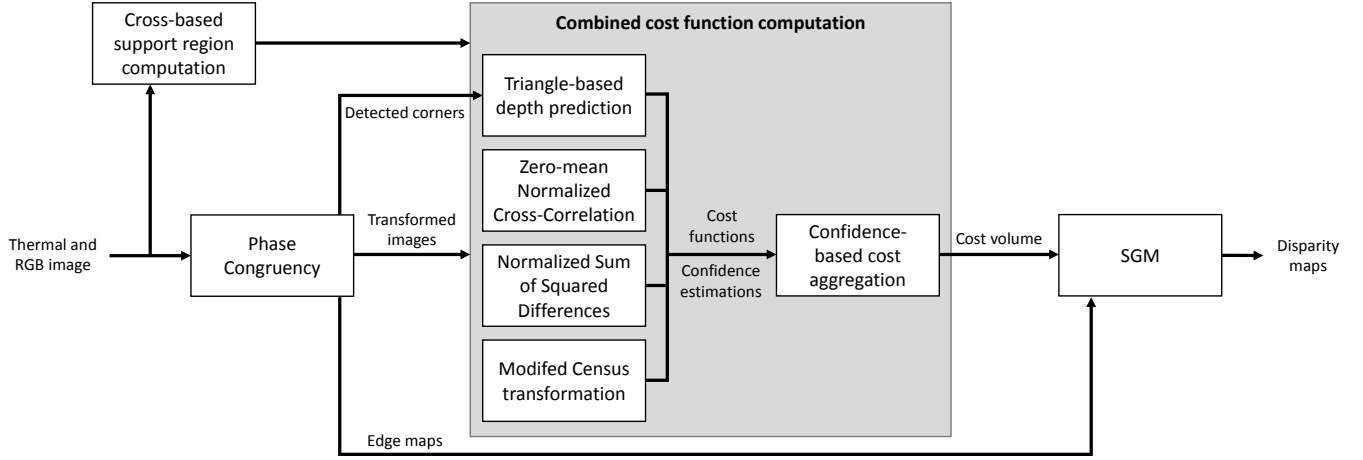 Cross-based
support region
computation
Combined cost function computation
Triangle-based
depth prediction
Detected corners
Zero-mean
Normalized
Cross-Correlation
Thermal and
RGB image
Phase
Congruency
Transformed
images
Normalized Sum
of Squared
Differences
Cost
functions
Confidence
estimations
Confidence-
based cost
aggregation
Cost volume
SGM
Disparity
maps
Modifed Census
transformation
Edge maps